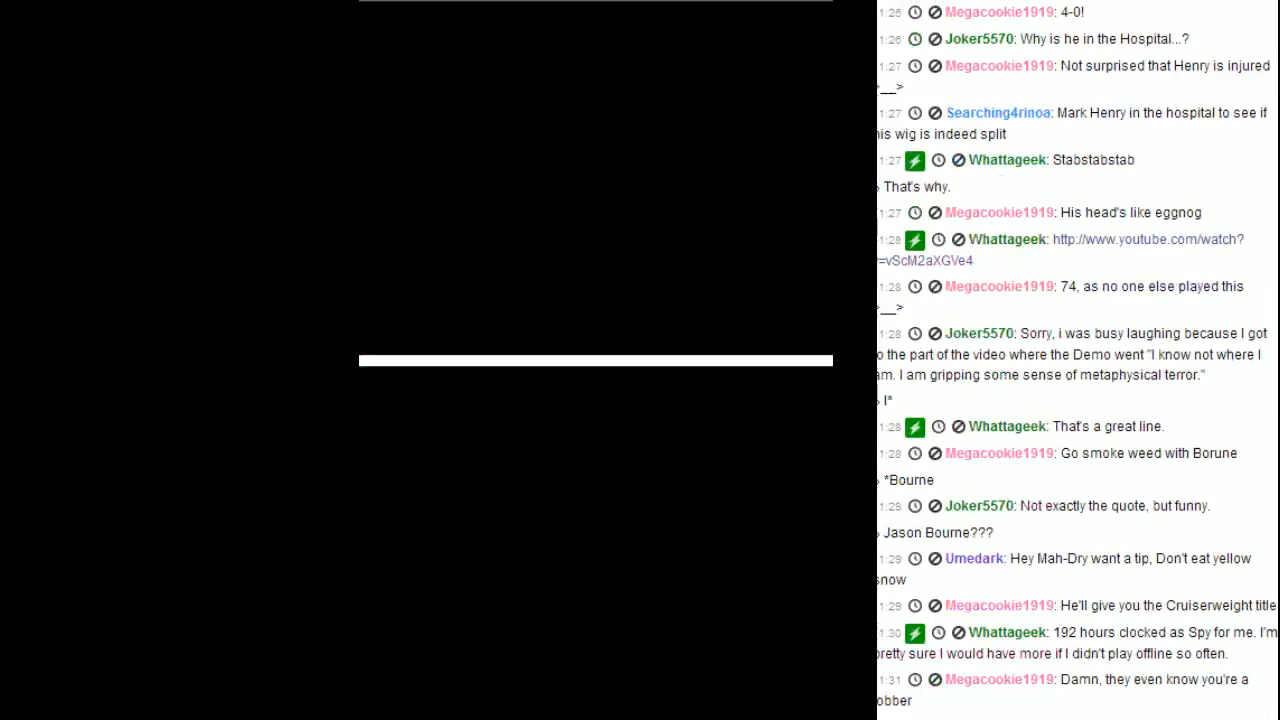 1:26 Megacookie1919: 4-0!
1:26 Joker5570: Why is he in the Hospital...?
1:27 Megacookie1919: Not surprised that Henry is injured
>__>
1:27 Searching4rinoa: Mark Henry in the hospital to see if
his wig is indeed split
1:27 Whattageek: Stabstabstab
» That's why.
1:27 Megacookie1919: His head's like eggnog
1:28 Whattageek: http://www.youtube.com/watch?
=vScM2aXGVe4
1:28 Megacookie1919: 74, as no one else played this
>__>
1:28 Joker5570: Sorry, i was busy laughing because I got
o the part of the video where the Demo went "I know not where I
am. I am gripping some sense of metaphysical terror."
» I*
1:28 Whattageek: That's a great line.
1:28 Megacookie1919: Go smoke weed with Borune
» *Bourne
1:29 Joker5570: Not exactly the quote, but funny.
» Jason Bourne???
1:29 Umedark: Hey Mah-Dry want a tip, Don't eat yellow
snow
1:29 Megacookie1919: He'll give you the Cruiserweight title
1:30 Whattageek: 192 hours clocked as Spy for me. I'm
pretty sure I would have more if I didn't play offline so often.
1:31 Megacookie1919: Damn, they even know you're a
obber